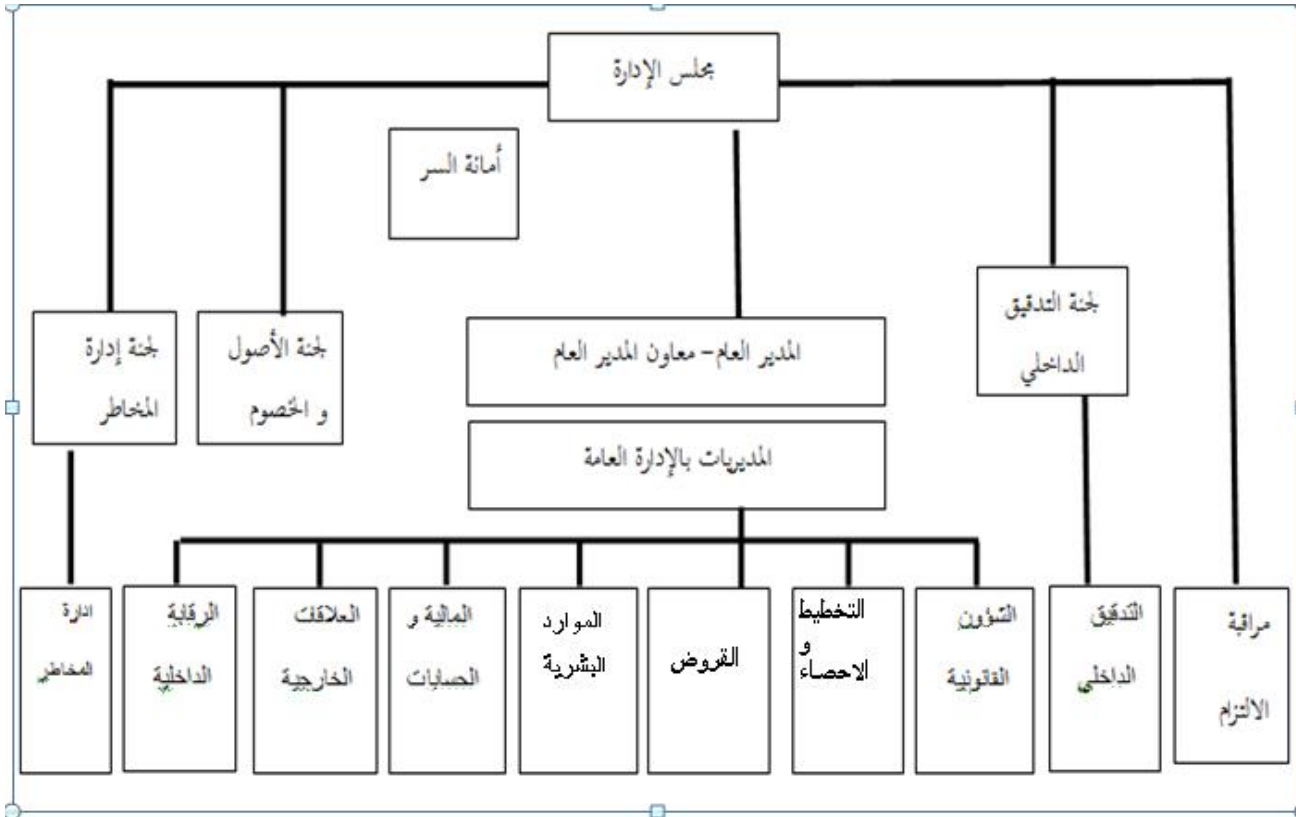 مجلس الإدارة
أمانة السر
لجنة التدقيق
الداخلي
المدير العام– معاون المدير العام
لجنة الأصول
و الخصوم
لجنة إدارة
المخاطر
المديريات بالإدارة العامة
مراقبة
الالتزام
التدقيق
الداخلي
الشؤون
القانونية
التخطيط
و
الاحصاء
القروض
الموارد
البشرية
المالية و
الحسابات
العلاقات
الخارجية
الرقابة
الداخلية
ادارة
المخاطر